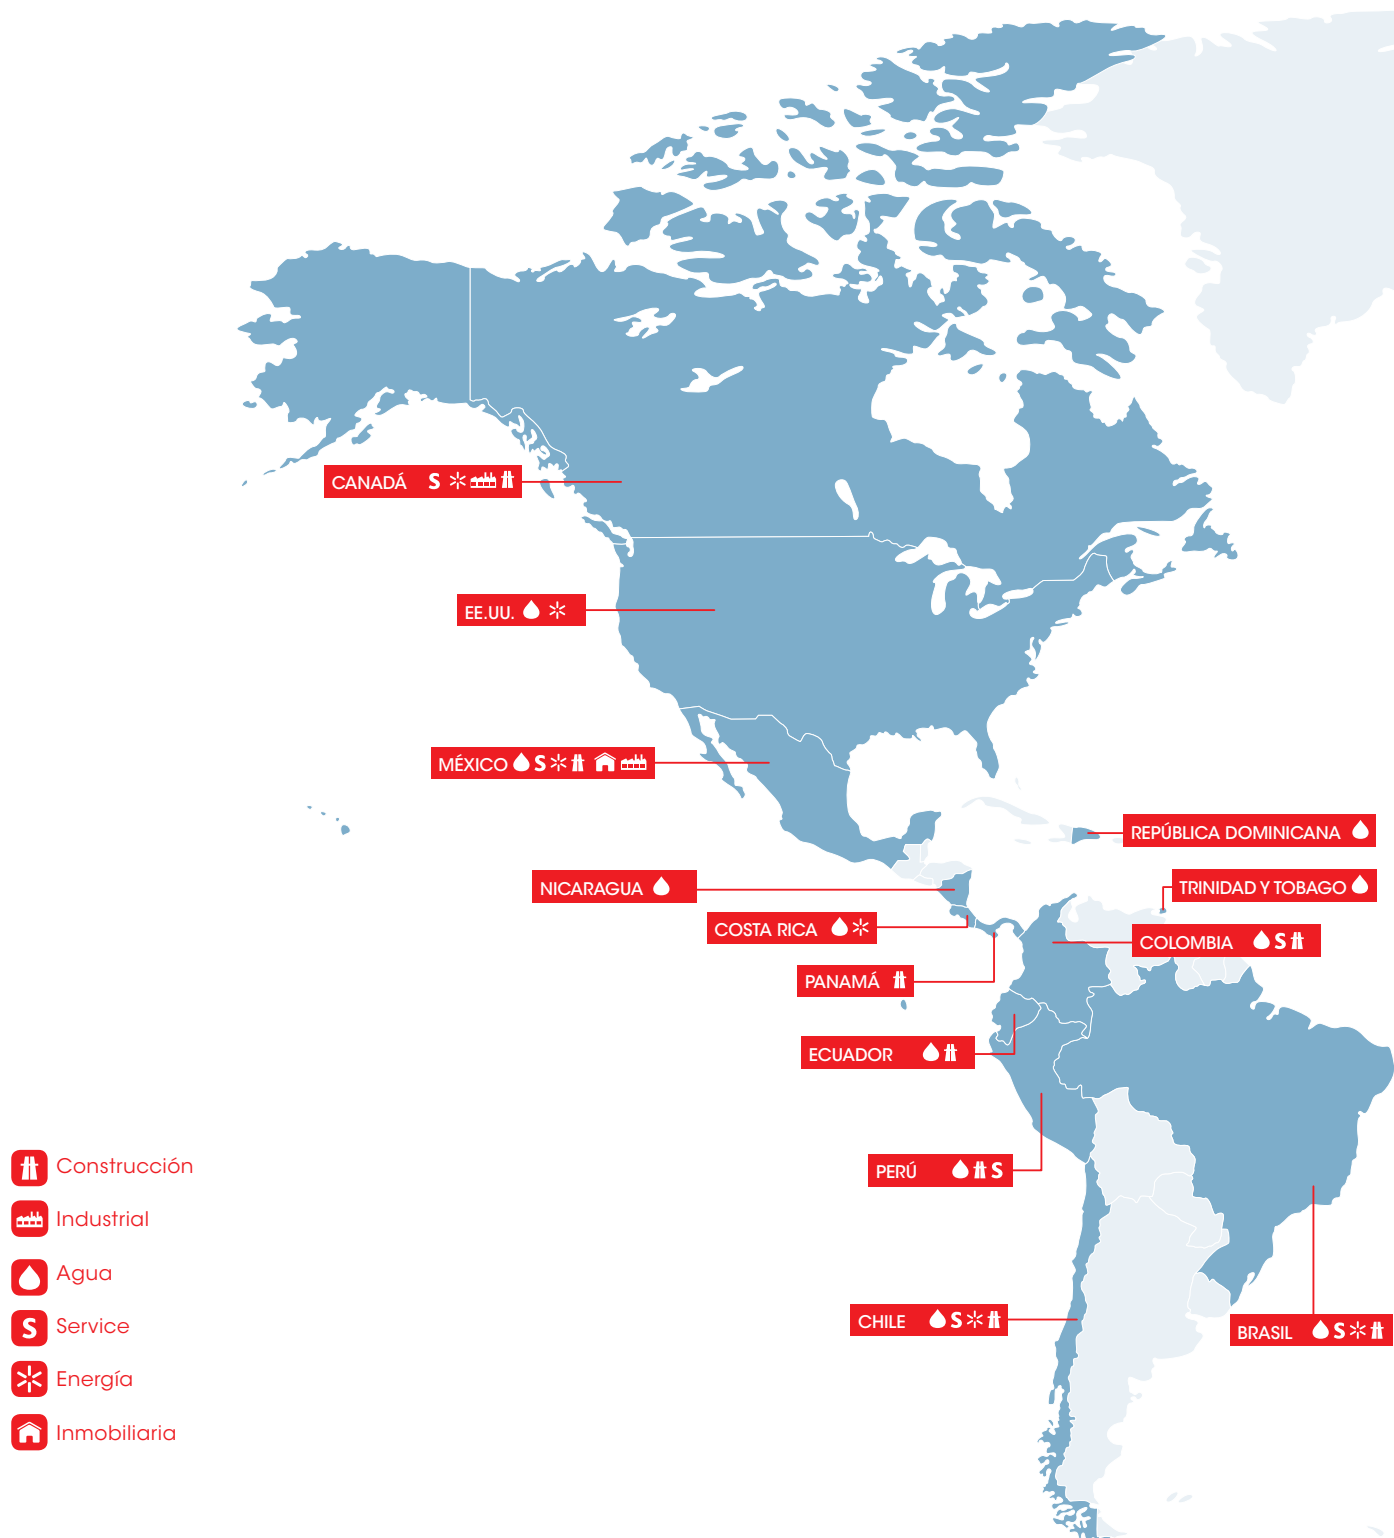 CANADÁ S
EE.UU.
MÉXICO S
REPÚBLICA DOMINICANA
NICARAGUA
TRINIDAD Y TOBAGO
COSTA RICA
COLOMBIA S
PANAMÁ
ECUADOR
PERÚ S
CHILE S
BRASIL S
Construcción
Industrial
Agua
S Service
Energía
Inmobiliaria